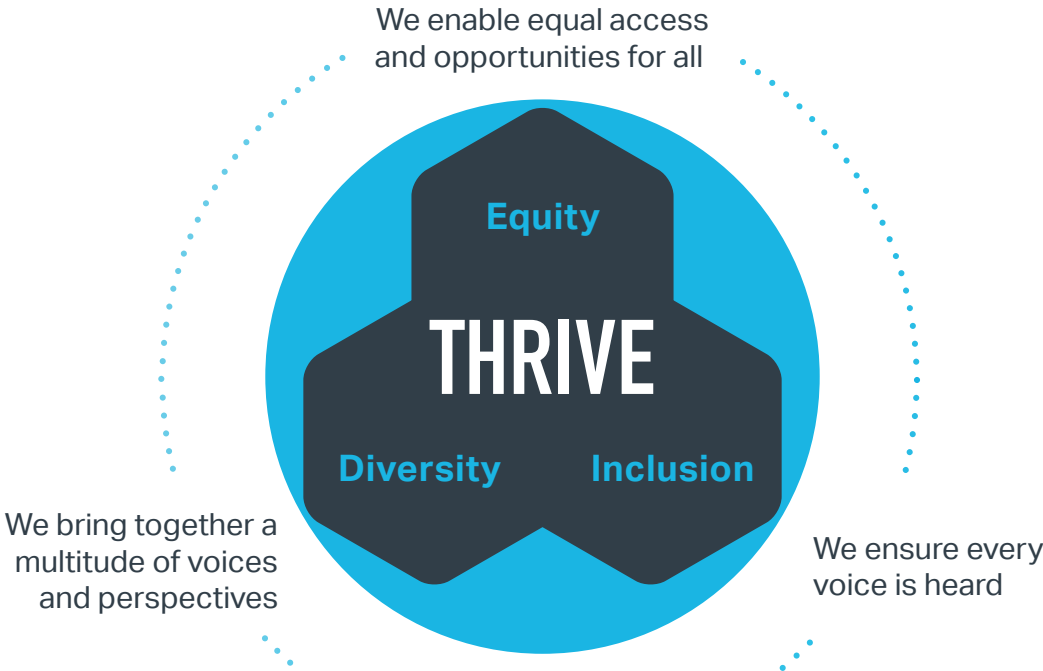 We enable equal access
and opportunities for all
Equity
THRIVE
Diversity
Inclusion
We bring together a
multitude of voices
and perspectives
We ensure every
voice is heard